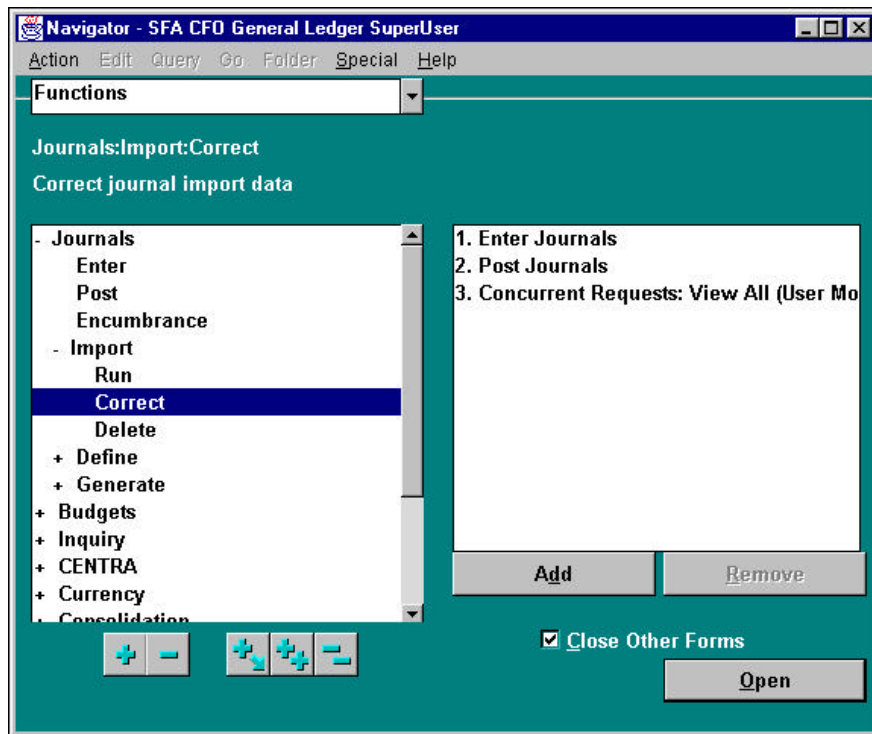 Navigator - SFA CFO General Ledger SuperUser
Action Edit Query Go Folder Special Help
Functions
Journals:Import:Correct
Correct journal import data
- Journals
Enter
Post
Encumbrance
- Import
Run
Correct
Delete
+ Define
+ Generate
+ Budgets
+ Inquiry
+ CENTRA
+ Currency
+ Consolidation
1. Enter Journals
2. Post Journals
3. Concurrent Requests: View All (User Mo
Add
Remove
Close Other Forms
Open